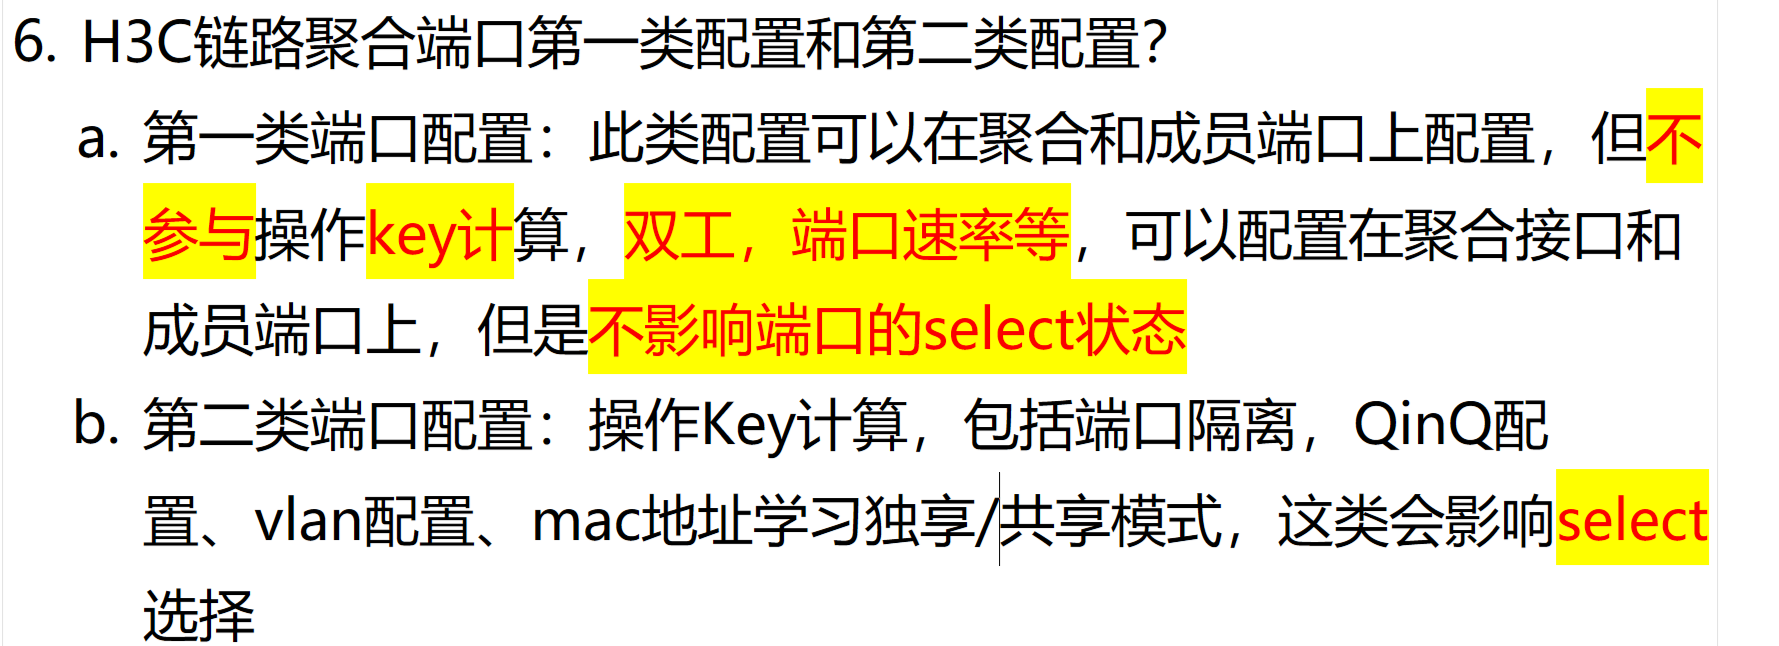 6. H3C链路聚合端口第一类配置和第二类配置?
a. 第一类端口配置：此类配置可以在聚合和成员端口上配置，但不
参与操作key计算，双工，端口速率等，可以配置在聚合接口和
成员端口上，但是不影响端口的select状态
b. 第二类端口配置：操作Key计算，包括端口隔离，QinQ配
置、vlan配置、mac地址学习独享/共享模式，这类会影响select
选择